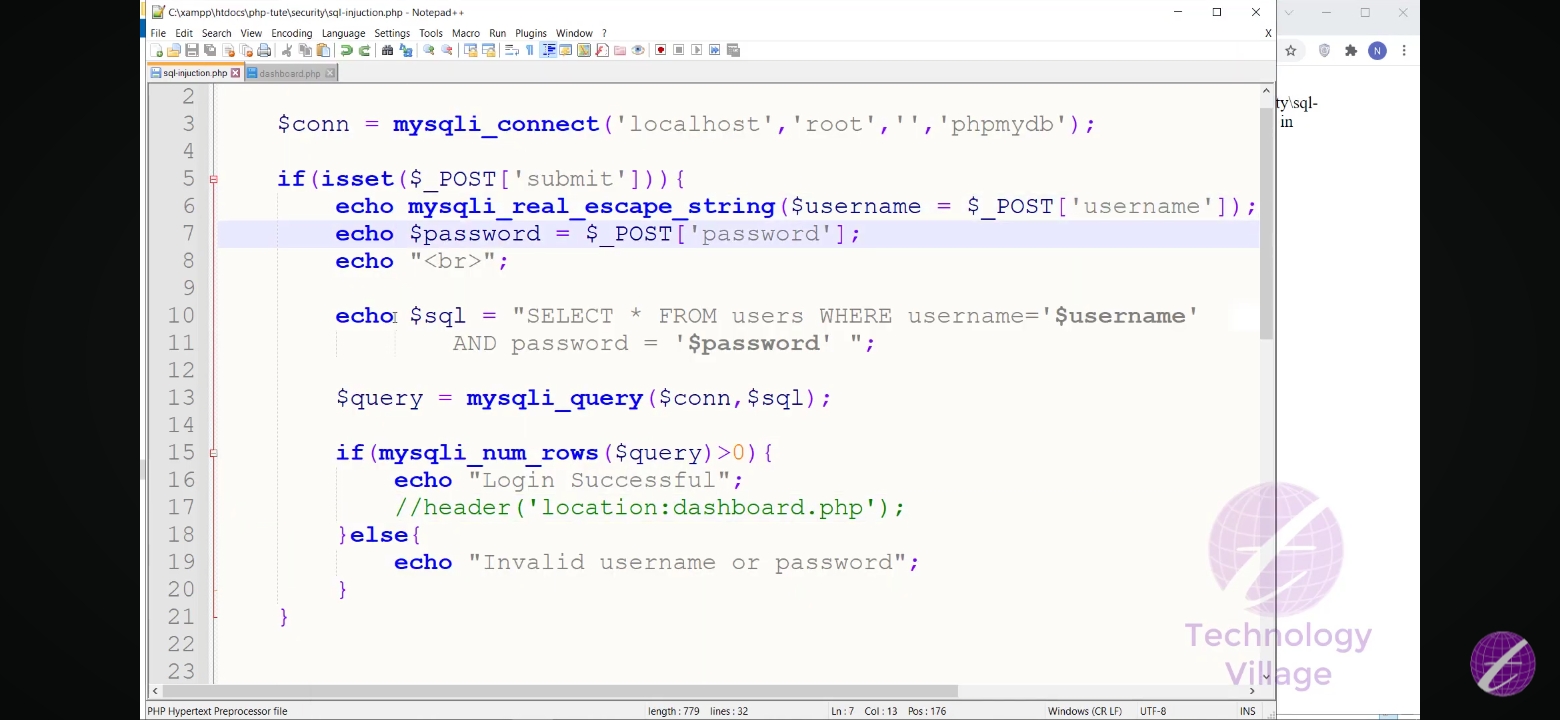 C:\xampp\htdocs\php-tute\security\sql-injuction.php - Notepad++
File Edit Search View Encoding Language Settings Tools Macro Run Plugins Window ? X
sql-injuction.php dashboard.php
N
ty\sql-
in
2
3 $conn = mysqli_connect('localhost','root','','phpmydb');
4
5 if(isset($_POST['submit'])){
6 echo mysqli_real_escape_string($username = $_POST['username']);
7 echo $password = $_POST['password'];
8 echo "<br>";
9
10 echo $sql = "SELECT * FROM users WHERE username='$username'
11 AND password = '$password' ";
12
13 $query = mysqli_query($conn,$sql);
14
15 if(mysqli_num_rows($query)>0){
16 echo "Login Successful";
17 //header('location:dashboard.php');
18 }else{
19 echo "Invalid username or password";
20 }
21 }
22
23
Technology
Village
PHP Hypertext Preprocessor file length : 779 lines : 32 Ln : 7 Col : 13 Pos : 176 Windows (CR LF) UTF-8 INS